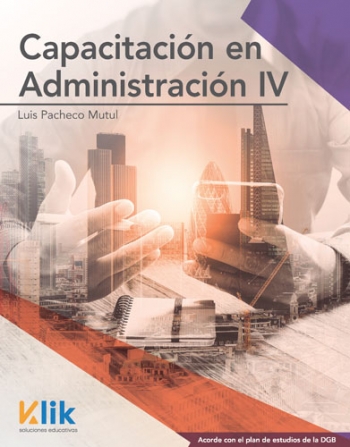 Capacitación en
Administración IV
Luis Pacheco Mutul
Klik
soluciones educativas
Acorde con el plan de estudios de la DGB